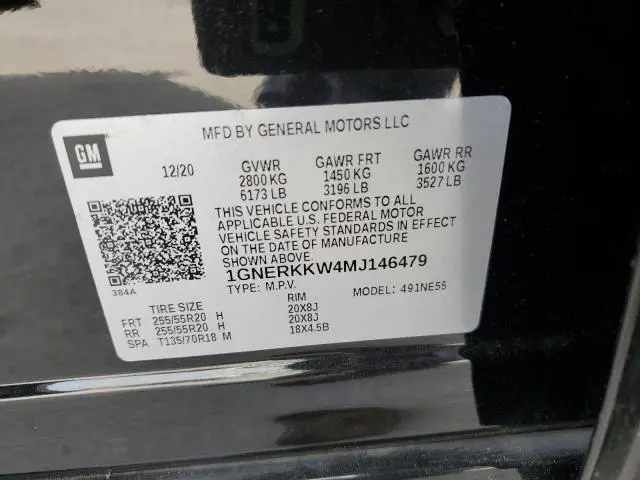 MFD BY GENERAL MOTORS LLC
GM
12/20 GVWR GAWR FRT GAWR RR
2800 KG 1450 KG 1600 KG
6173 LB 3196 LB 3527 LB
THIS VEHICLE CONFORMS TO ALL
APPLICABLE U.S. FEDERAL MOTOR
VEHICLE SAFETY STANDARDS IN EFFECT
ON THE DATE OF MANUFACTURE
SHOWN ABOVE.
1GNERKKW4MJ146479
TYPE: M.P.V. MODEL: 491NE56
384A
TIRE SIZE RIM
FRT 255/55R20 H 20X8J
RR 255/55R20 H 20X8J
SPA T135/70R18 M 18X4.5B